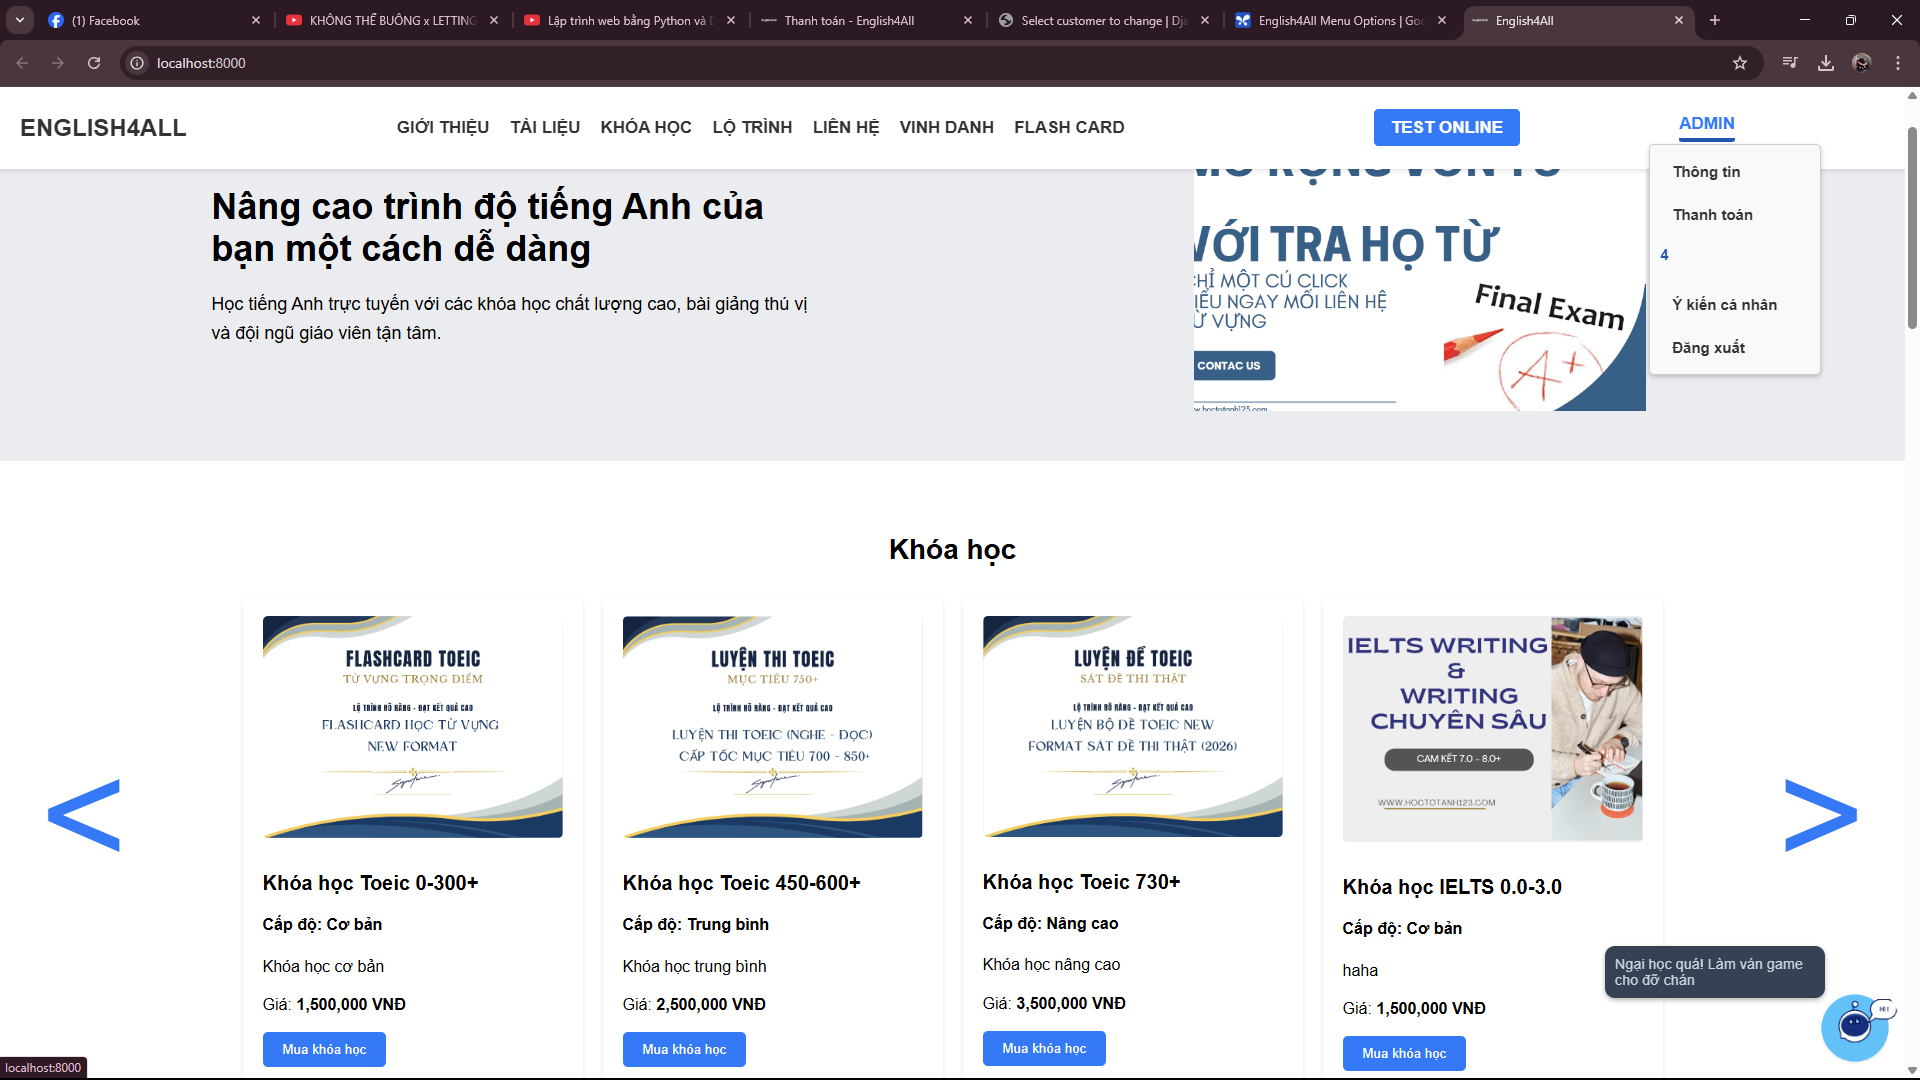 (1) Facebook
KHÔNG THỂ BUÔNG x LETTING
Lập trình web bằng Python và D
Thanh toán - English4All
Select customer to change | Dja
English4All Menu Options | Goo
English4All
localhost:8000
ENGLISH4ALL
GIỚI THIỆU
TÀI LIỆU
KHÓA HỌC
LỘ TRÌNH
LIÊN HỆ
VINH DANH
FLASH CARD
TEST ONLINE
ADMIN
Thông tin
Thanh toán
4
Ý kiến cá nhân
Đăng xuất
Nâng cao trình độ tiếng Anh của
bạn một cách dễ dàng
Học tiếng Anh trực tuyến với các khóa học chất lượng cao, bài giảng thú vị
và đội ngũ giáo viên tận tâm.
MỞ RỘNG VỐN TỪ
VỚI TRA HỌ TỪ
CHỈ MỘT CÚ CLICK
HIỂU NGAY MỐI LIÊN HỆ
TỪ VỰNG
CONTAC US
w.hoctotanh123.com
Final Exam
A+
Khóa học
<
FLASHCARD TOEIC
TỪ VỰNG TRỌNG ĐIỂM
LỘ TRÌNH RÕ RÀNG - ĐẠT KẾT QUẢ CAO
FLASHCARD HỌC TỪ VỰNG
NEW FORMAT
Khóa học Toeic 0-300+
Cấp độ: Cơ bản
Khóa học cơ bản
Giá: 1,500,000 VNĐ
Mua khóa học
LUYỆN THI TOEIC
MỤC TIÊU 750+
LỘ TRÌNH RÕ RÀNG - ĐẠT KẾT QUẢ CAO
LUYỆN THI TOEIC (NGHE - ĐỌC)
CẤP TỐC MỤC TIÊU 700 - 850+
Khóa học Toeic 450-600+
Cấp độ: Trung bình
Khóa học trung bình
Giá: 2,500,000 VNĐ
Mua khóa học
LUYỆN ĐỀ TOEIC
SÁT ĐỀ THI THẬT
LỘ TRÌNH RÕ RÀNG - ĐẠT KẾT QUẢ CAO
LUYỆN BỘ ĐỀ TOEIC NEW
FORMAT SÁT ĐỀ THI THẬT (2026)
Khóa học Toeic 730+
Cấp độ: Nâng cao
Khóa học nâng cao
Giá: 3,500,000 VNĐ
Mua khóa học
IELTS WRITING
&
WRITING
CHUYÊN SÂU
CAM KẾT 7.0 - 8.0+
WWW.HOCTOTANH123.COM
Khóa học IELTS 0.0-3.0
Cấp độ: Cơ bản
haha
Giá: 1,500,000 VNĐ
Mua khóa học
>
Ngại học quá! Làm ván game
cho đỡ chán
HI!
localhost:8000